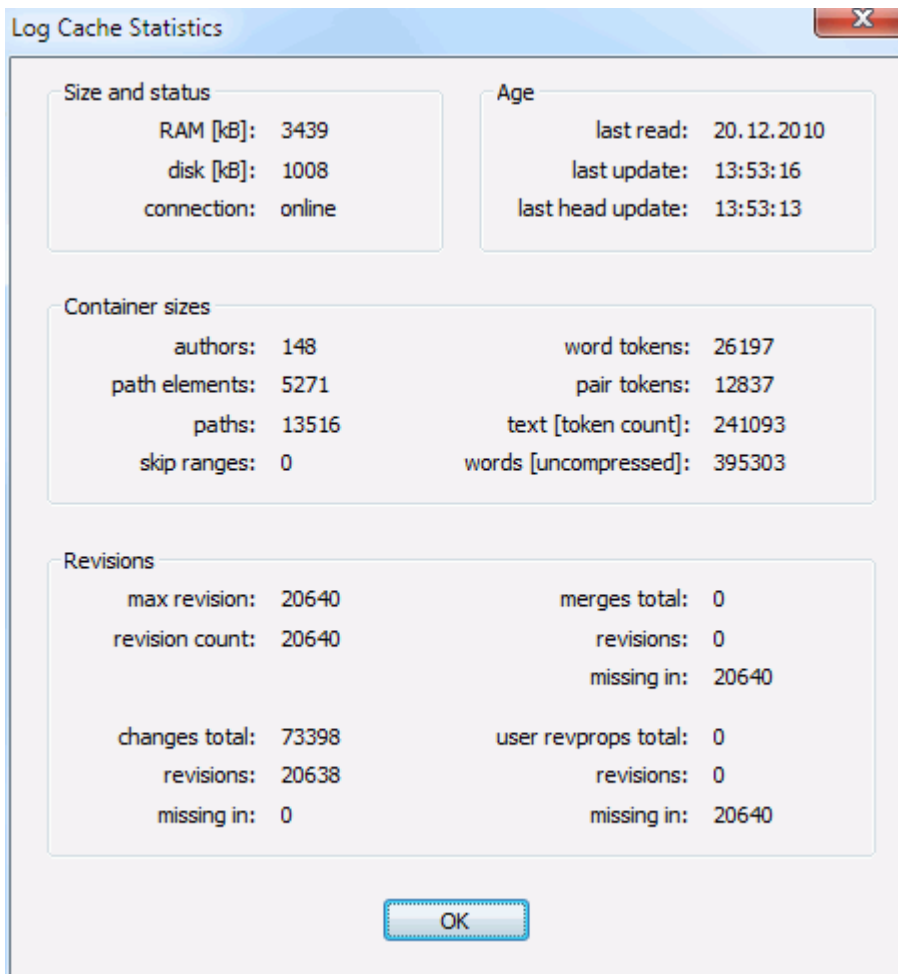 Log Cache Statistics
Size and status
RAM [kB]: 3439
disk [kB]: 1008
connection: online
Age
last read: 20.12.2010
last update: 13:53:16
last head update: 13:53:13
Container sizes
authors: 148 word tokens: 26197
path elements: 5271 pair tokens: 12837
paths: 13516 text [token count]: 241093
skip ranges: 0 words [uncompressed]: 395303
Revisions
max revision: 20640 merges total: 0
revision count: 20640 revisions: 0
missing in: 20640
changes total: 73398 user revprops total: 0
revisions: 20638 revisions: 0
missing in: 0 missing in: 20640
OK